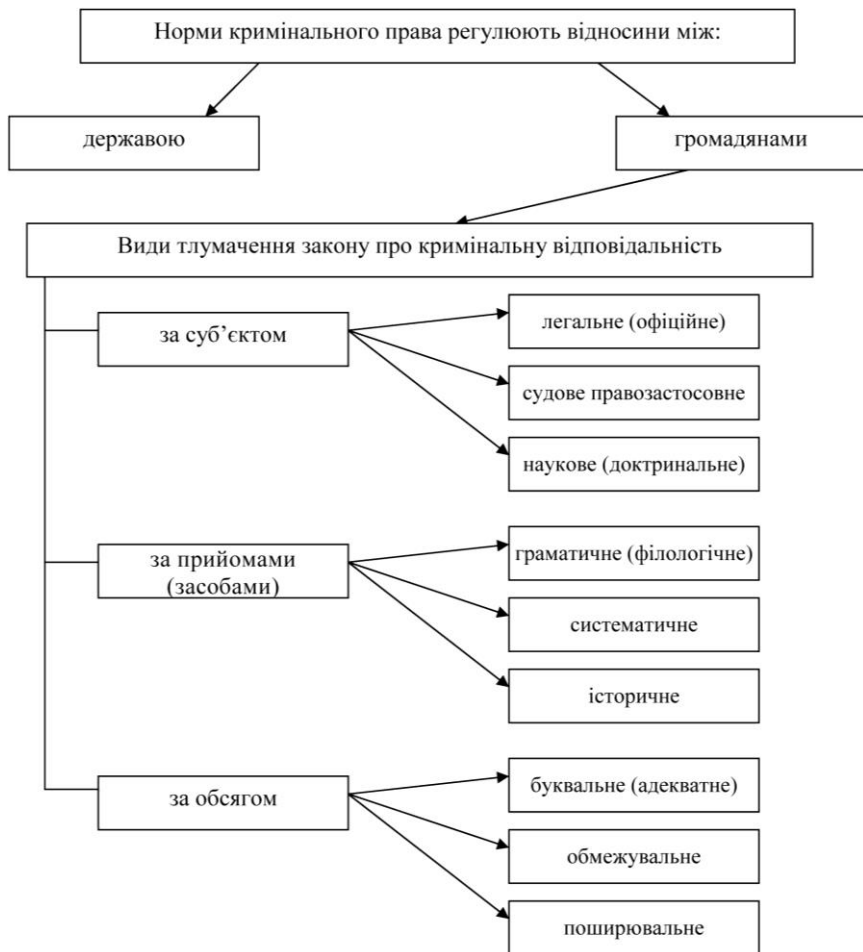 Норми кримінального права регулюють відносини між:
державою
громадянами
Види тлумачення закону про кримінальну відповідальність
за суб’єктом
легальне (офіційне)
судове правозастосовне
наукове (доктринальне)
за прийомами
(засобами)
граматичне (філологічне)
систематичне
історичне
за обсягом
буквальне (адекватне)
обмежувальне
поширювальне